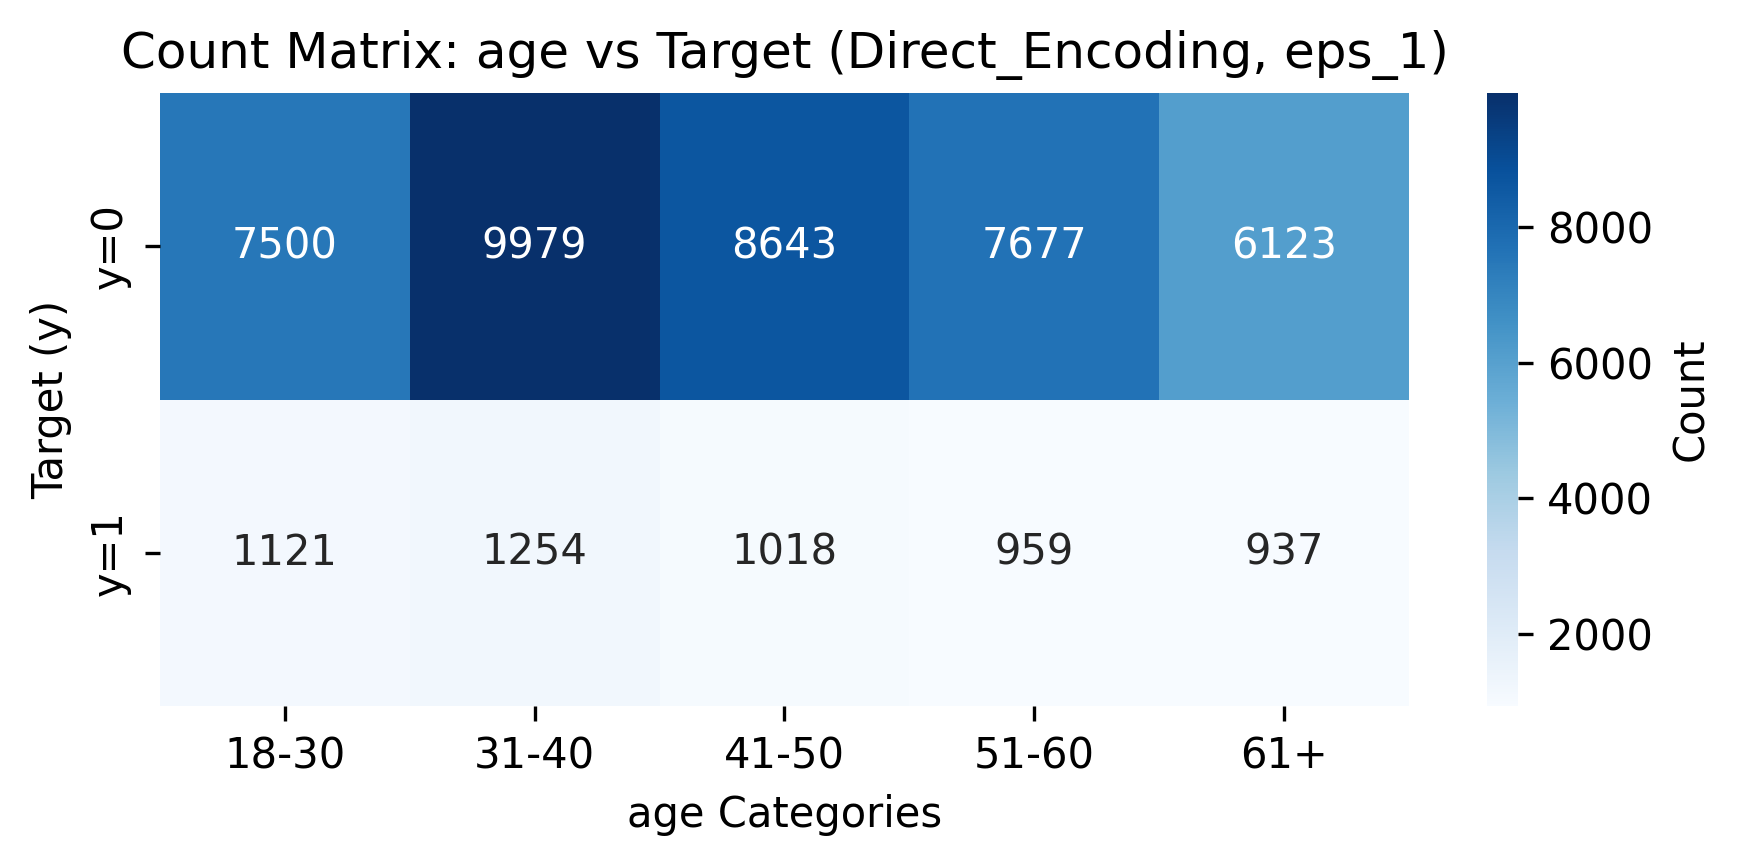 Count Matrix: age vs Target (Direct_Encoding, eps_1)
Target (y)
y=0
7500 9979 8643 7677 6123
y=1
1121 1254 1018 959 937
18-30 31-40 41-50 51-60 61+
age Categories
8000
6000
4000
2000
Count